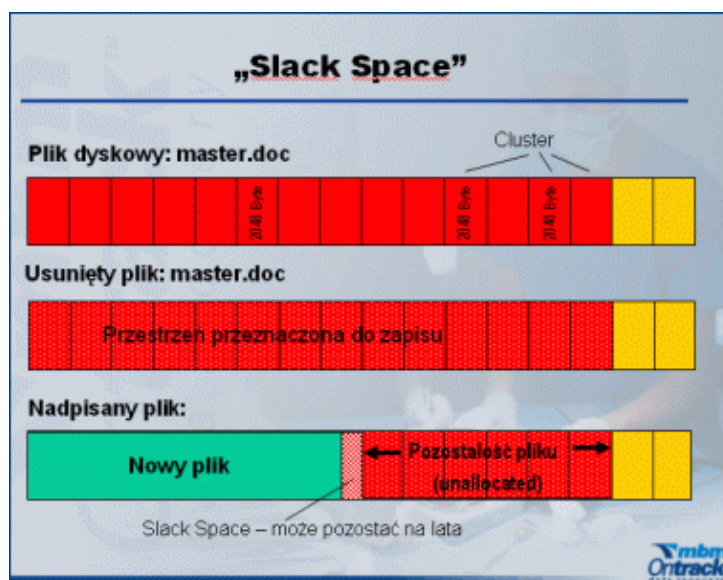 „Slack Space”
Cluster
Plik dyskowy: master.doc
2048 Byte
2048 Byte
2048 Byte
Usunięty plik: master.doc
Przestrzeń przeznaczona do zapisu
Nadpisany plik:
Nowy plik
Pozostałość pliku
(unallocated)
Slack Space – może pozostać na lata
mbm
Ontrack